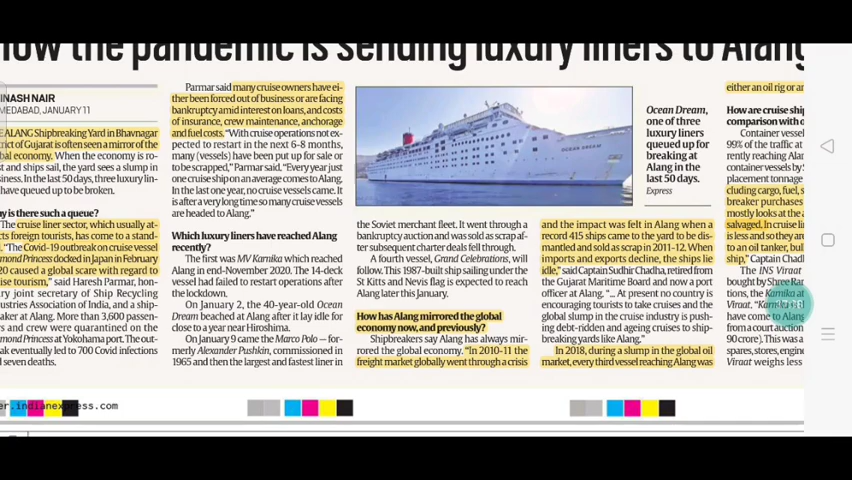 how the pandemic is sending luxury liners to Alang
INASH NAIR
MEDABAD, JANUARY 11
EALANG Shipbreaking Yard in Bhavnagar
rict of Gujarat is often seen a mirror of the
bal economy. When the economy is ro-
st and ships sail, the yard sees a slump in
siness. In the last 50 days, three luxury lin-
have queued up to be broken.
hy is there such a queue?
The cruise liner sector, which usually at-
cts foreign tourists, has come to a stand-
. "The Covid-19 outbreak on cruise vessel
mond Princess docked in Japan in February
20 caused a global scare with regard to
ise tourism," said Haresh Parmar, hon-
ry joint secretary of Ship Recycling
ustries Association of India, and a ship-
aker at Alang. More than 3,600 passen-
s and crew were quarantined on the
mond Princess at Yokohama port. The out-
ak eventually led to 700 Covid infections
d seven deaths.
Parmar said many cruise owners have ei-
ther been forced out of business or are facing
bankruptcy amid interest on loans, and costs
of insurance, crew maintenance, anchorage
and fuel costs. "With cruise operations not ex-
pected to restart in the next 6-8 months,
many (vessels) have been put up for sale or
to be scrapped," Parmar said, "Every year just
one cruise ship on an average comes to Alang.
In the last one year, no cruise vessels came. It
is after a very long time so many vessels
are headed to Alang."
Which luxury liners have reached Alang
recently?
The first was MV Karnika which reached
Alang in end-November 2020. The 14-deck
vessel had failed to restart operations after
the lockdown.
On January 2, the 40-year-old Ocean
Dream beached at Alang after it lay idle for
close to a year near Hiroshima.
On January 9 came the Marco Polo — for-
merly Alexander Pushkin, commissioned in
1965 and then the largest and fastest liner in
OCEAN DREAM
Ocean Dream,
one of three
luxury liners
queued up for
breaking at
Alang in the
last 50 days.
Express
the Soviet merchant fleet. It went through a
bankruptcy auction and was sold as scrap af-
ter subsequent charter deals fell through.
A fourth vessel, Grand Celebrations, will
follow. This 1987-built ship sailing under the
St Kitts and Nevis flag is expected to reach
Alang later this January.
How has Alang mirrored the global
economy now, and previously?
Shipbreakers say Alang has always mir-
rored the global economy. "In 2010-11 the
freight market globally went through a crisis
and the impact was felt in Alang when a
record 415 ships came to the yard to be dis-
mantled and sold as scrap in 2011-12. When
imports and exports decline, the ships lie
idle," said Captain Sudhir Chadha, retired from
the Gujarat Maritime Board and now a port
officer at Alang. "... At present no country is
encouraging tourists to take cruises and the
global slump in the cruise industry is push-
ing debt-ridden and ageing cruises to ship-
breaking yards like Alang."
In 2018, during a slump in the global oil
market, every third vessel reaching Alang was
either an oil rig or an
How are cruise ship
comparison with o
Container vessel
99% of the traffic at
rently reaching Alan
placement tonnage
cluding cargo, fuel, s
breaker purchases
mostly looks at the a
salvaged. In cruise lin
is less and so they ar
to an oil tanker, bul
ship," Captain Chad
The INS Viraat
bought by Shree Ra
tions, the Karnika at
Viraat. "Karnika
have come to Alang
from a court auction
90 crore). This was a
spares, stores, engine
Viraat weighs less
er.indianexpress.com